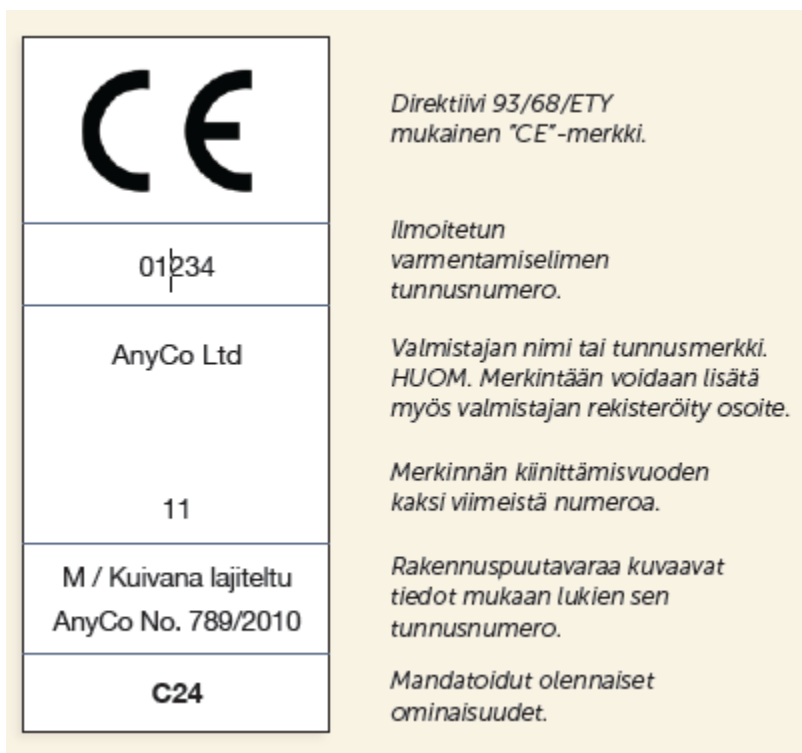 CE
Direktiivi 93/68/ETY
mukainen "CE"-merkki.
01234
Ilmoitetun
varmentamiselimen
tunnusnumero.
AnyCo Ltd
Valmistajan nimi tai tunnusmerkki.
HUOM. Merkintään voidaan lisätä
myös valmistajan rekisteröity osoite.
11
Merkinnän kiinittämisvuoden
kaksi viimeistä numeroa.
M / Kuivana lajiteltu
AnyCo No. 789/2010
Rakennuspuutavaraa kuvaavat
tiedot mukaan lukien sen
tunnusnumero.
C24
Mandatoidut olennaiset
ominaisuudet.